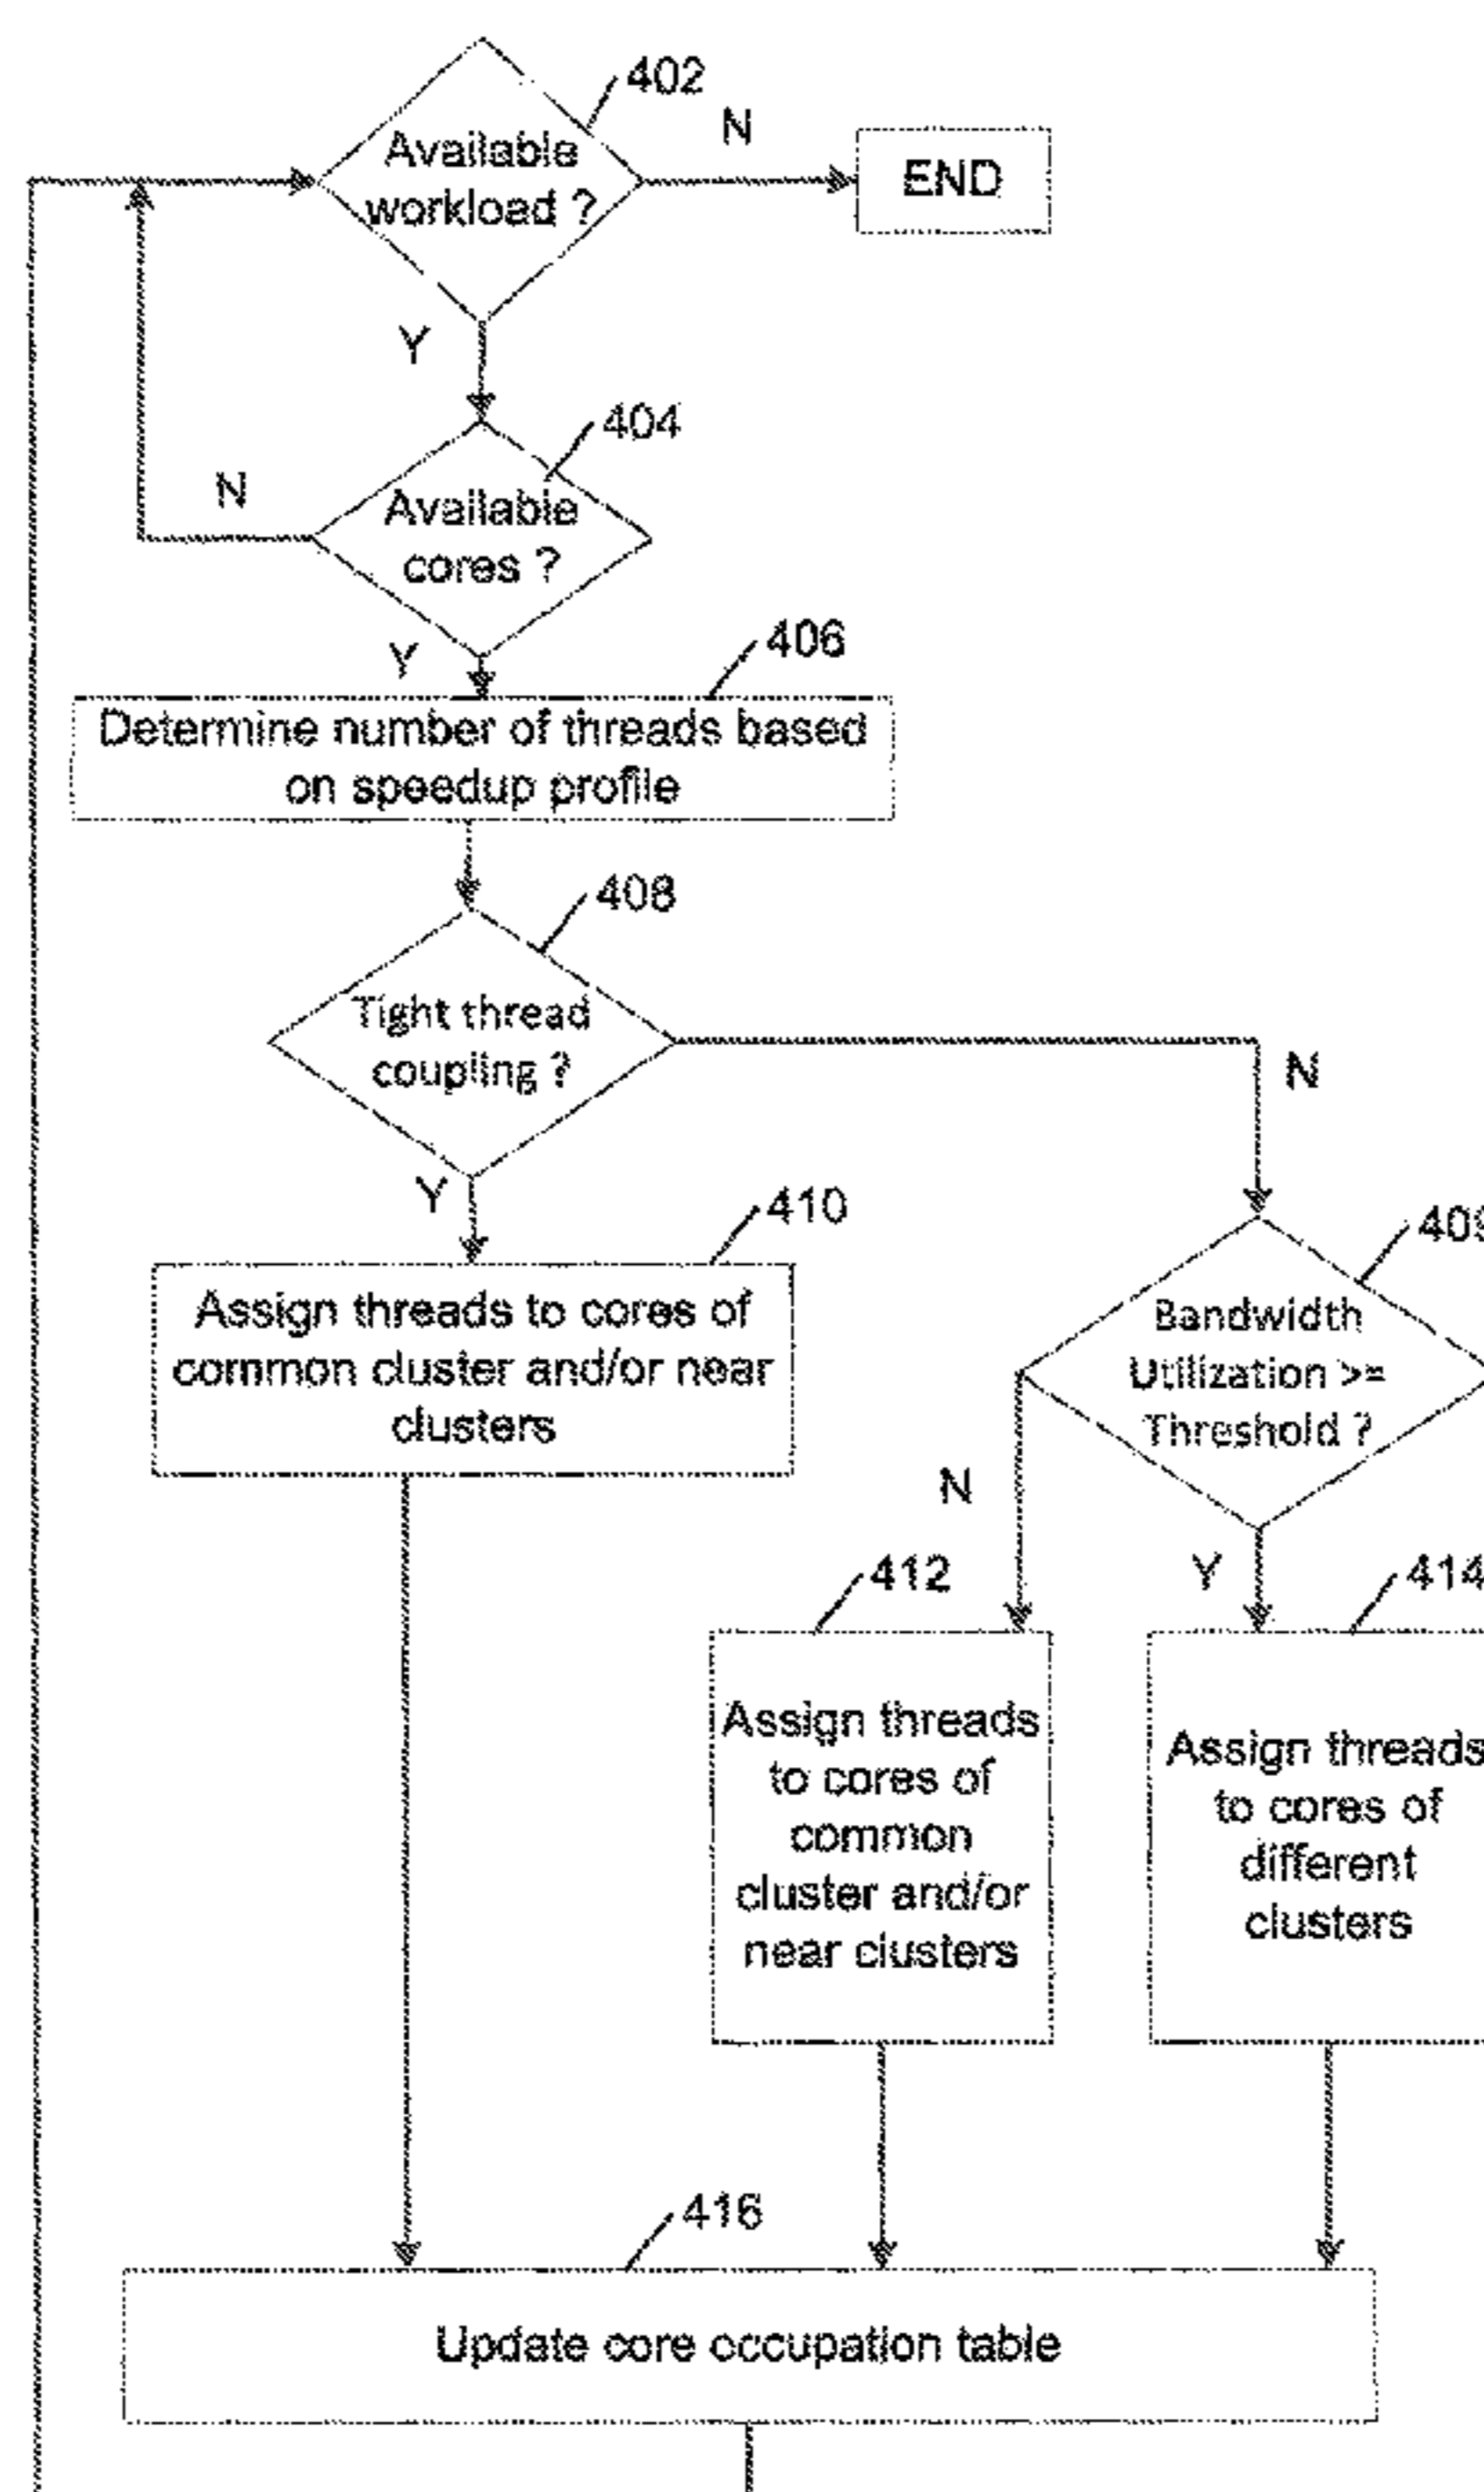 402
Available
workload ?
N
END
Y
404
Available
cores ?
N
Y
406
Determine number of threads based
on speedup profile
408
Tight thread
coupling ?
N
Y
410
Assign threads to cores of
common cluster and/or near
clusters
409
Bandwidth
Utilization >=
Threshold ?
N
Y
412
414
Assign threads
to cores of
common
cluster and/or
near clusters
Assign threads
to cores of
different
clusters
416
Update core occupation table